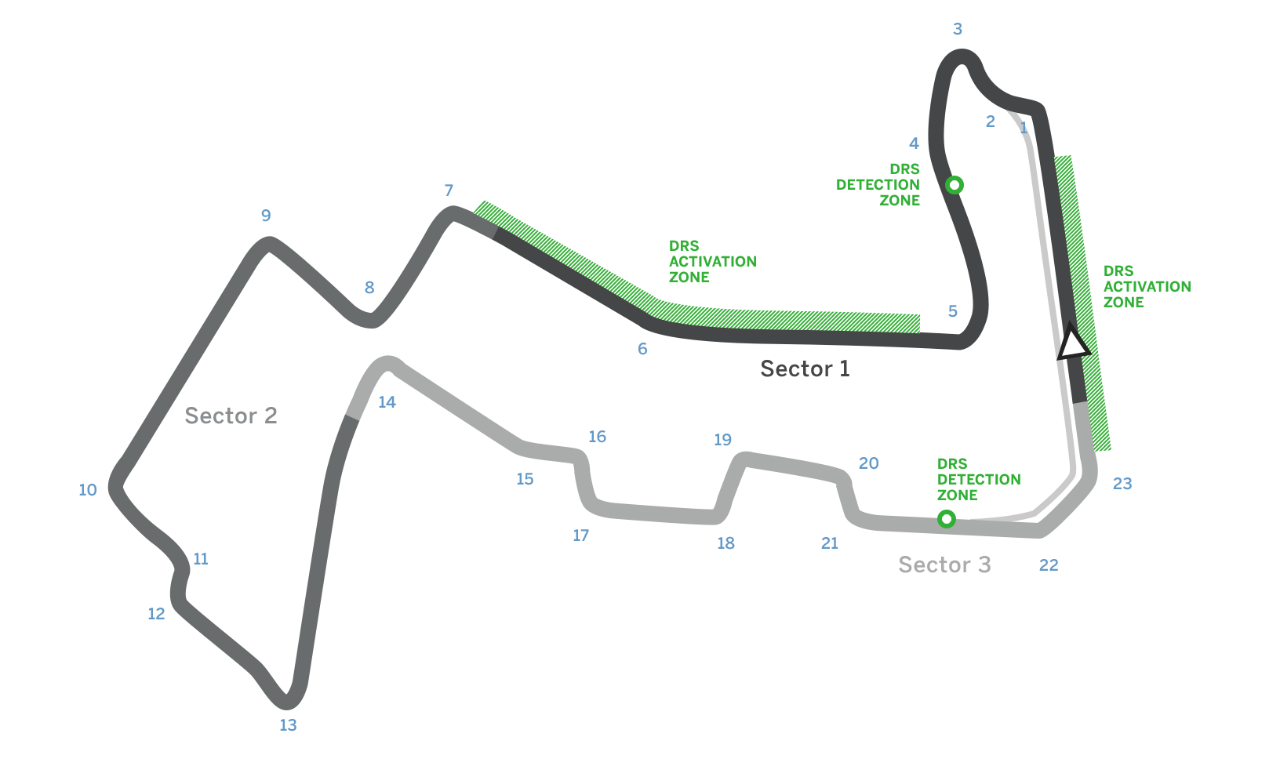 3
2
1
4
DRS
DETECTION
ZONE
7
9
DRS
ACTIVATION
ZONE
DRS
ACTIVATION
ZONE
8
5
6
Sector 1
14
Sector 2
16
19
20
DRS
DETECTION
ZONE
15
23
10
17
18
21
11
Sector 3
22
12
13